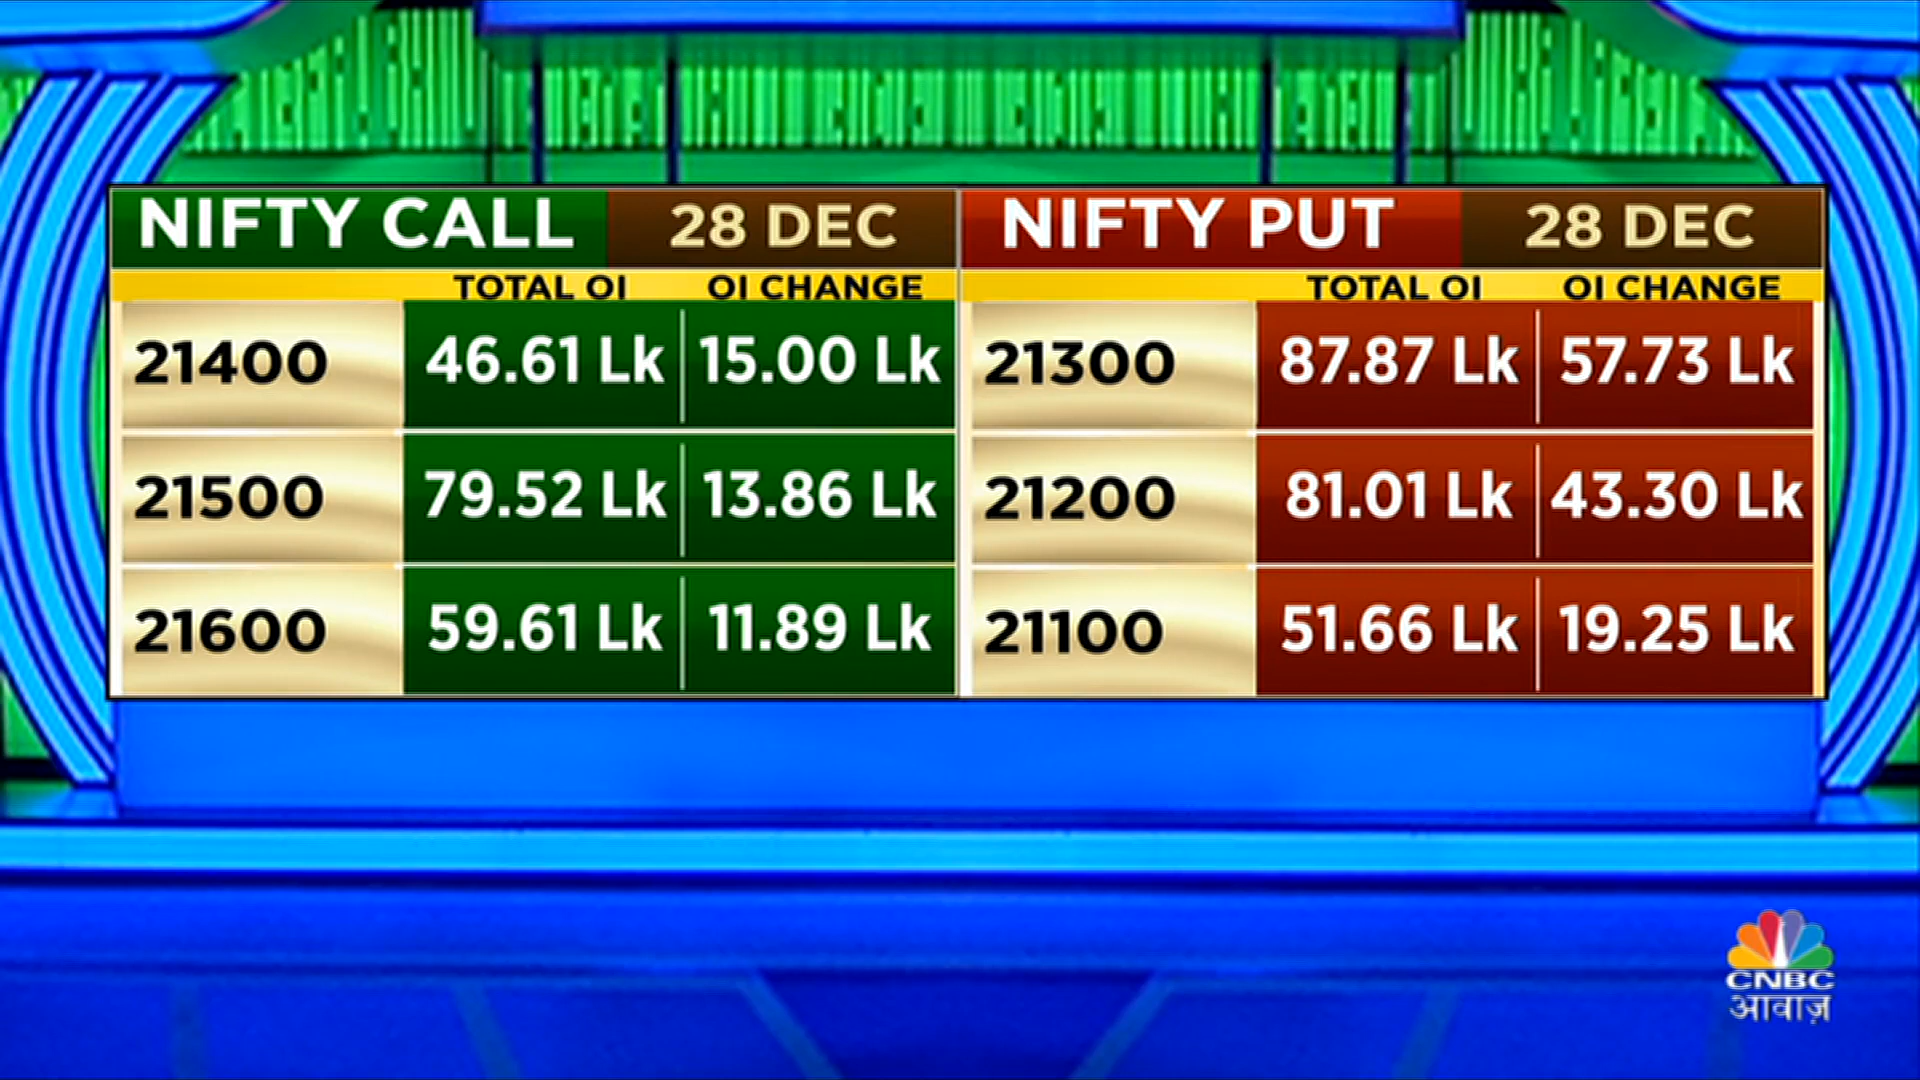 NIFTY CALL 28 DEC NIFTY PUT 28 DEC
TOTAL OI OI CHANGE TOTAL OI OI CHANGE
21400 46.61 Lk 15.00 Lk 21300 87.87 Lk 57.73 Lk
21500 79.52 Lk 13.86 Lk 21200 81.01 Lk 43.30 Lk
21600 59.61 Lk 11.89 Lk 21100 51.66 Lk 19.25 Lk
CNBC
आवाज़